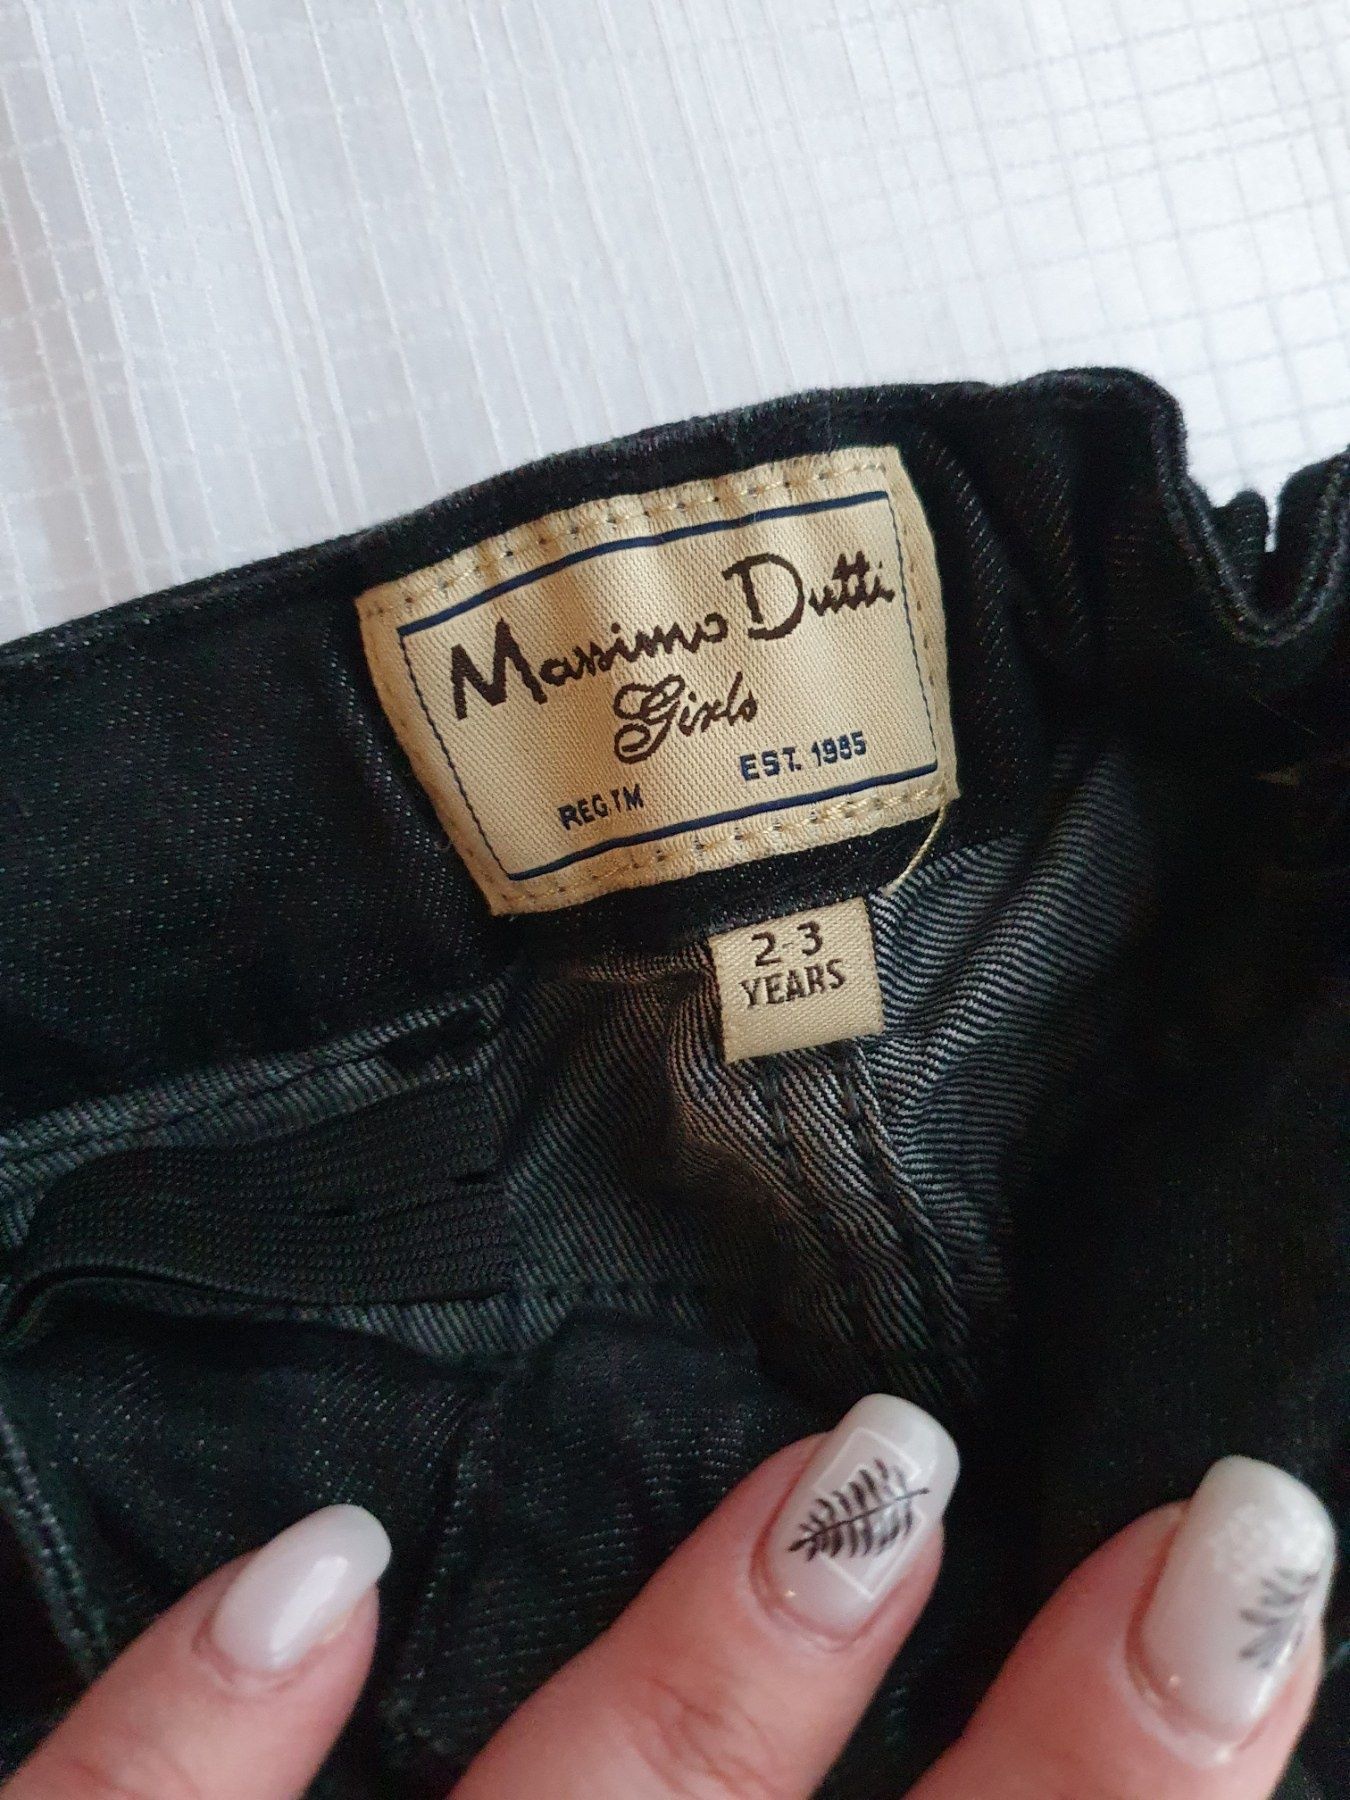 Massimo Dutti
Girls
REG.TM EST. 1985
2-3
YEARS